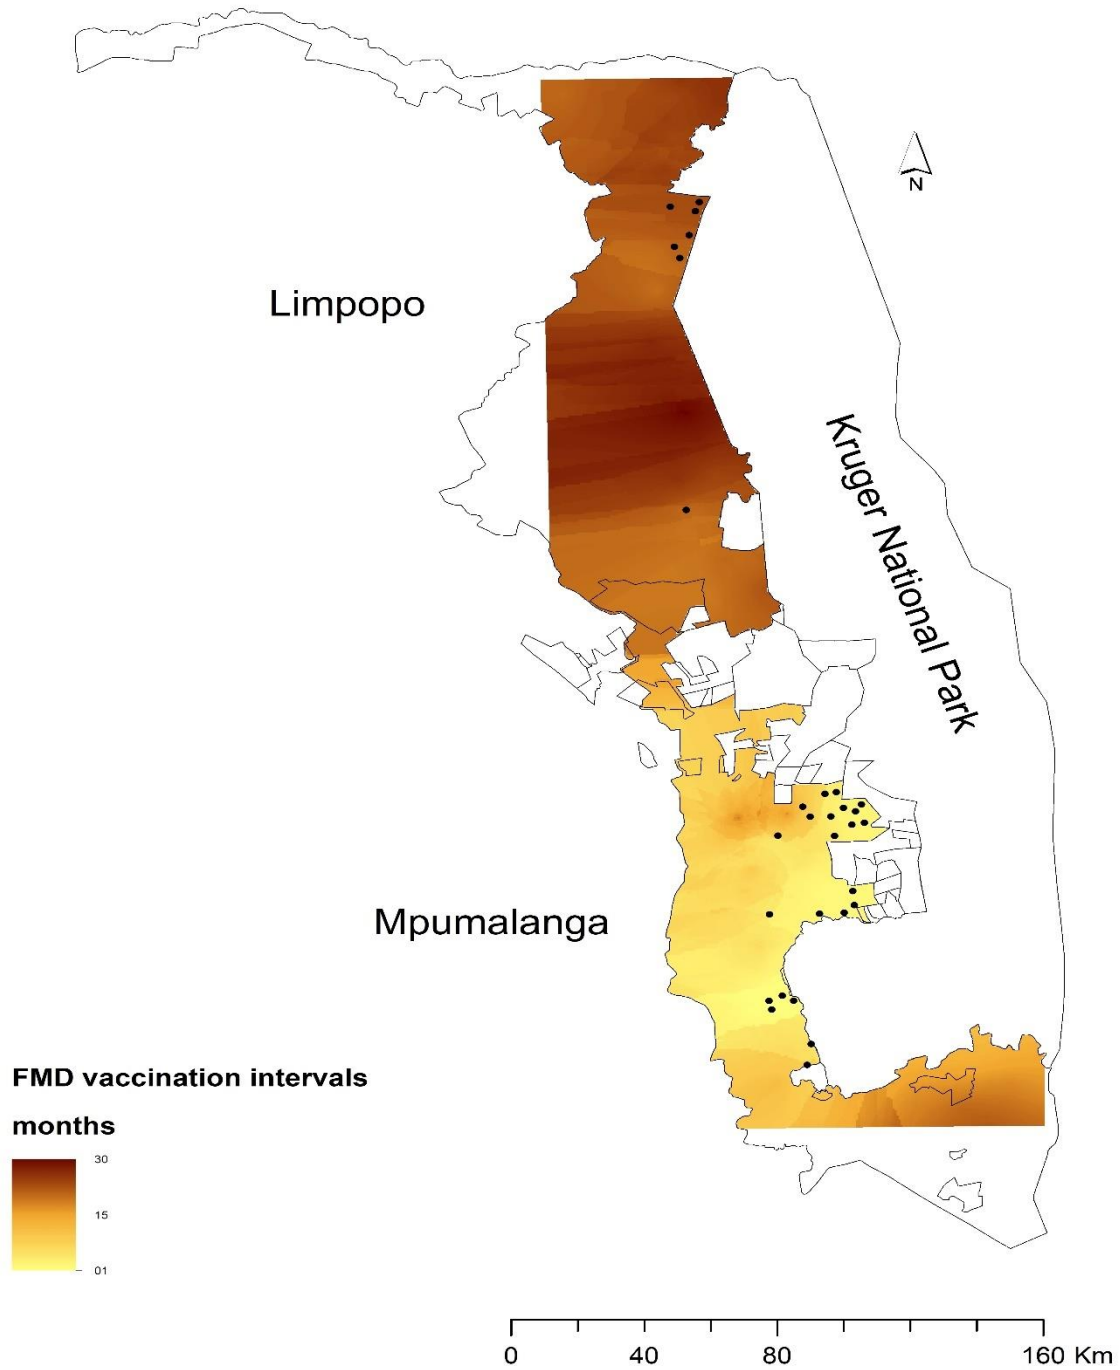 N
Limpopo
Kruger National Park
Mpumalanga
FMD vaccination intervals
months
30
15
01
0 40 80 160 Km